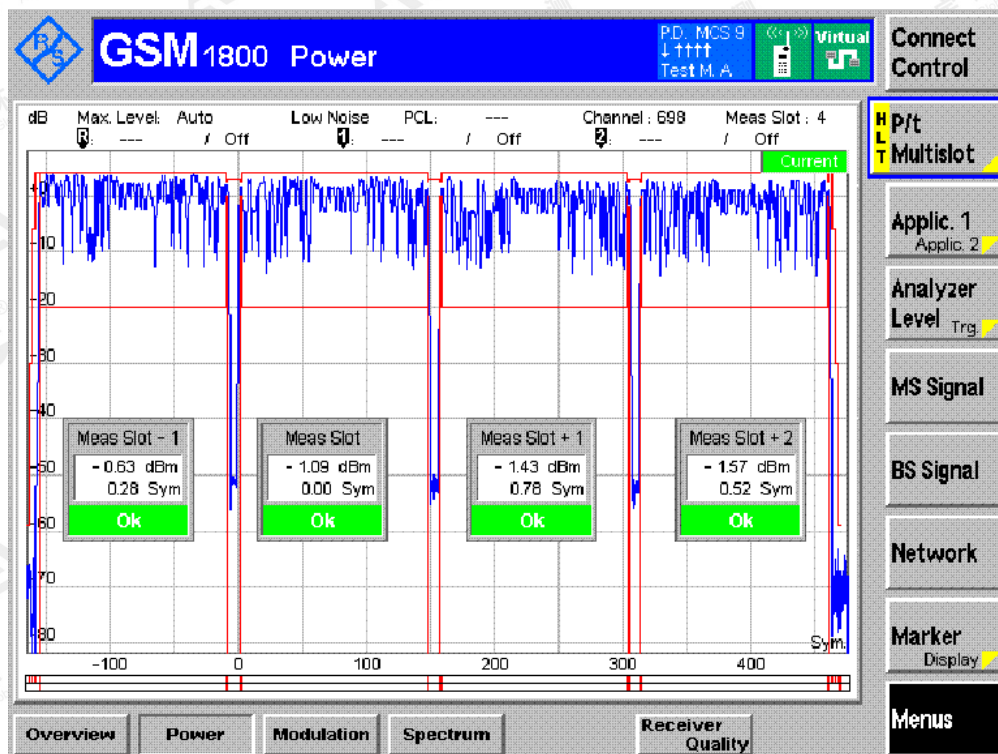 R S
GSM 1800 Power
P.D. MCS 9
↓ ↑↑↑↑
Test M. A
Virtual
Connect Control
dB Max. Level: Auto Low Noise PCL: --- Channel : 698 Meas Slot : 4
R: --- / Off 1: --- / Off 2: --- / Off
Current
HLT
P/t Multislot
Applic. 1
Applic. 2
Analyzer Level Trg.
MS Signal
BS Signal
Network
Marker
Display
Menus
+0
-10
-20
-30
-40
-50
-60
-70
-80
Meas Slot - 1
- 0.63 dBm
0.28 Sym
Ok
Meas Slot
- 1.09 dBm
0.00 Sym
Ok
Meas Slot + 1
- 1.43 dBm
0.78 Sym
Ok
Meas Slot + 2
- 1.57 dBm
0.52 Sym
Ok
Sym.
-100 0 100 200 300 400
Overview Power Modulation Spectrum Receiver Quality